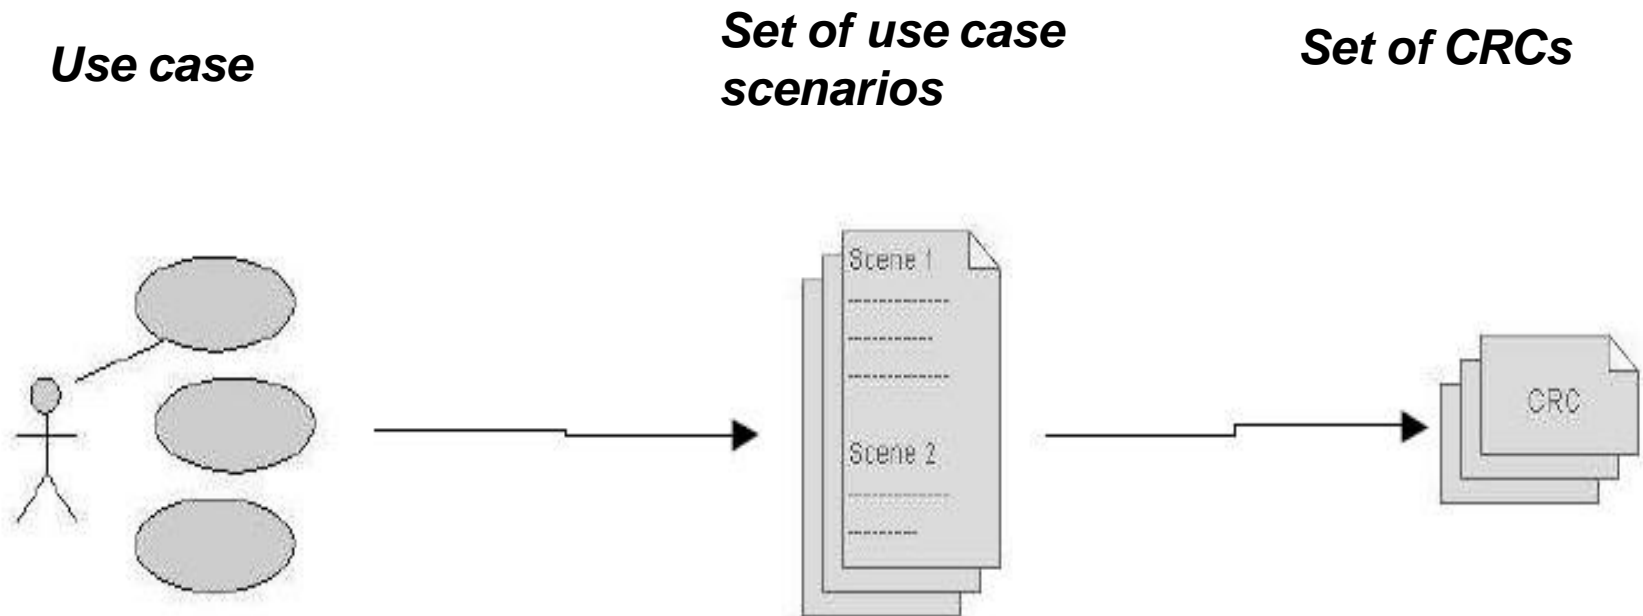 Use case
Set of use case
scenarios
Set of CRCs
Scene 1
Scene 2
CRC